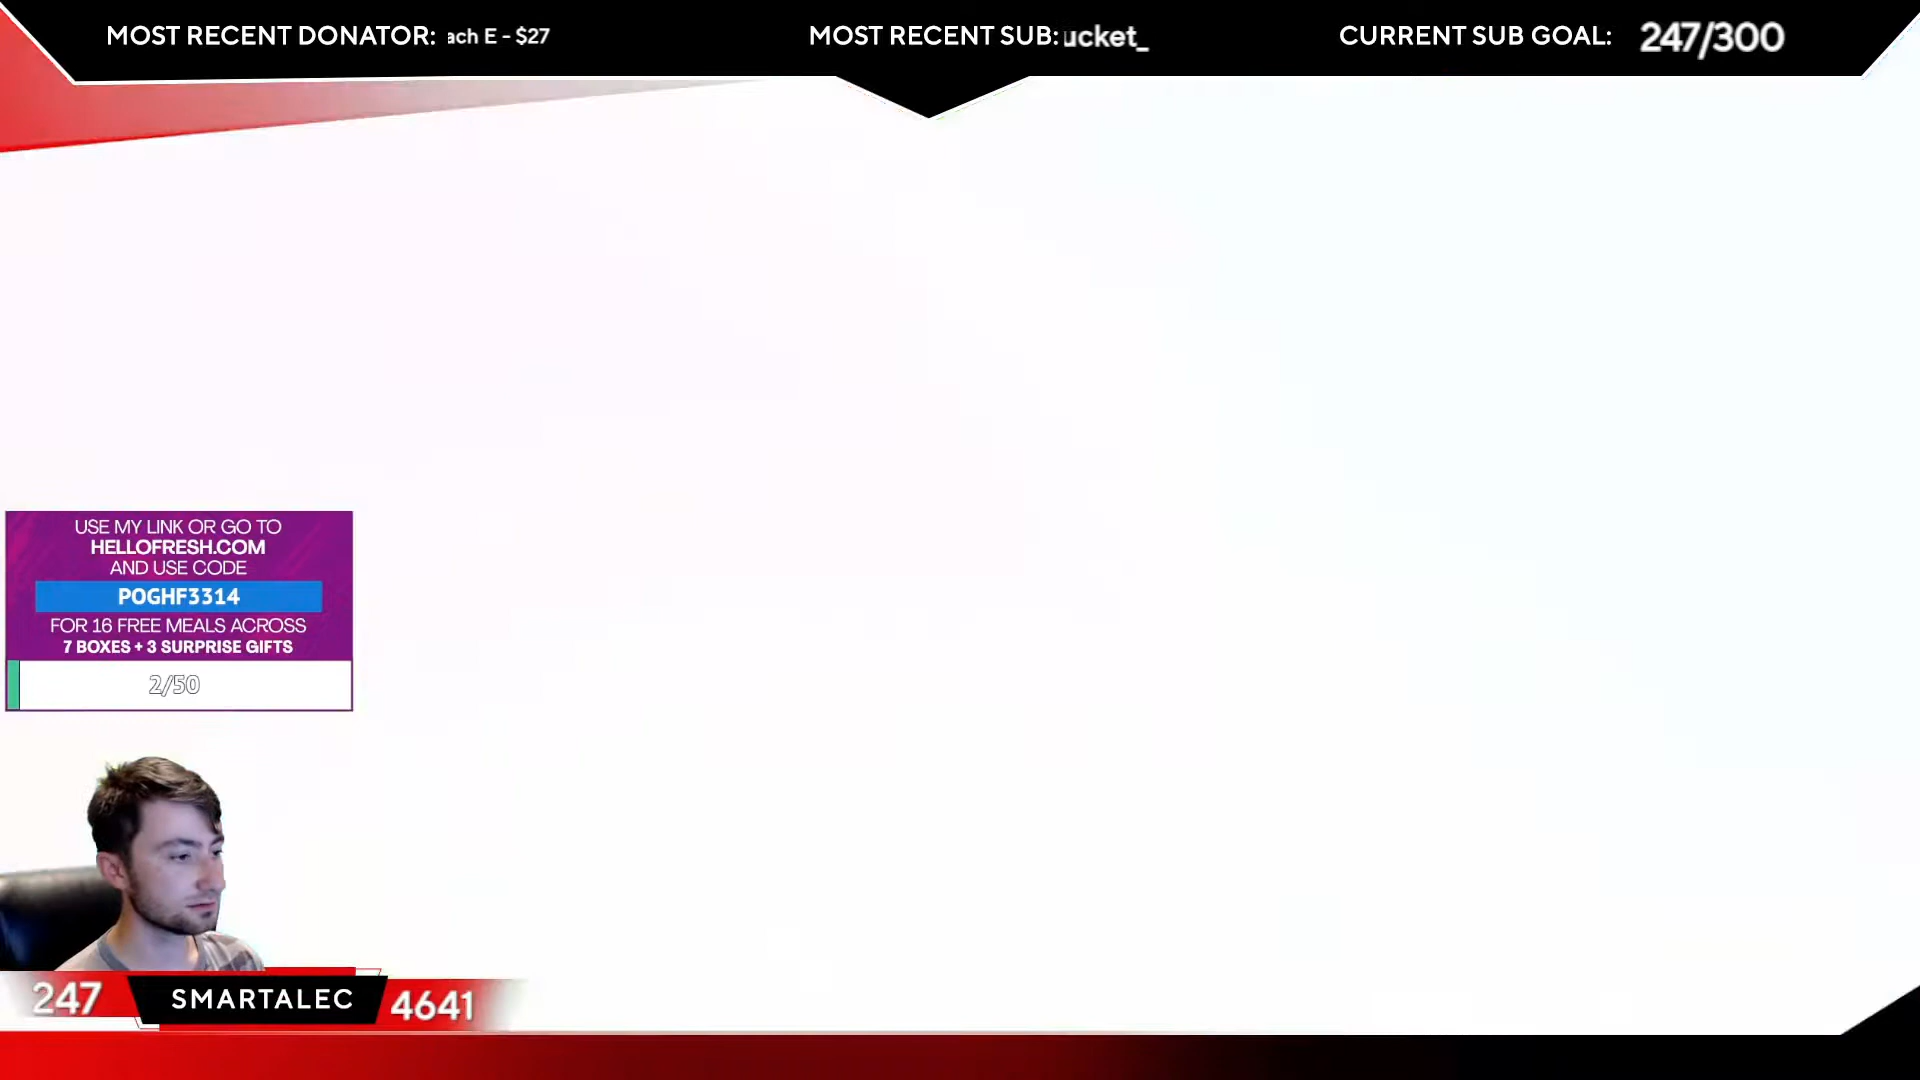 MOST RECENT DONATOR: ach E - $27
MOST RECENT SUB: ucket_
CURRENT SUB GOAL: 247/300
USE MY LINK OR GO TO
HELLOFRESH.COM
AND USE CODE
POGHF3314
FOR 16 FREE MEALS ACROSS
7 BOXES + 3 SURPRISE GIFTS
2/50
247 SMARTALEC 4641